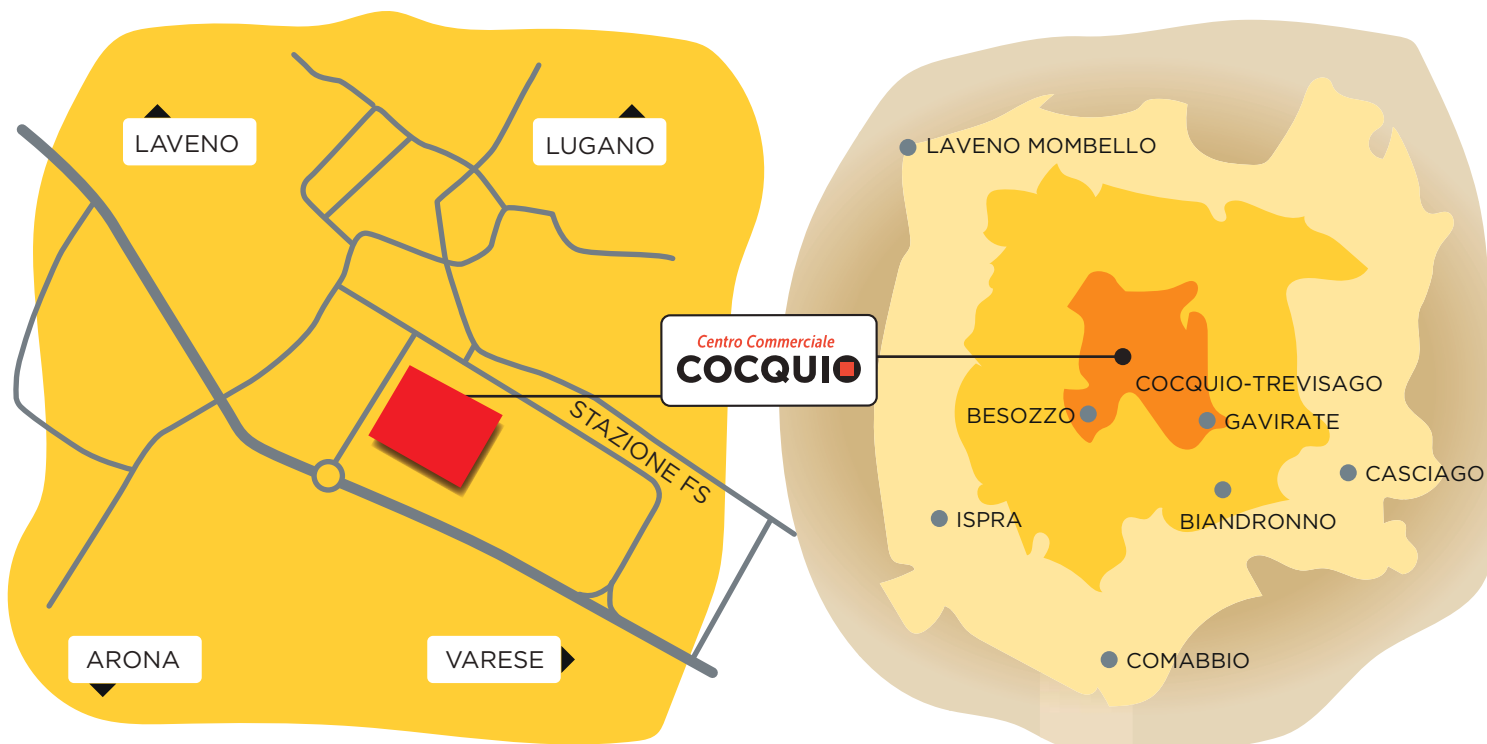 LAVENO
LUGANO
LAVENO MOMBELLO
Centro Commerciale
COCQUIO
COCQUIO-TREVISAGO
BESOZZO
GAVIRATE
STAZIONE FS
CASCIAGO
ISPRA
BIANDRONNO
ARONA
VARESE
COMABBIO